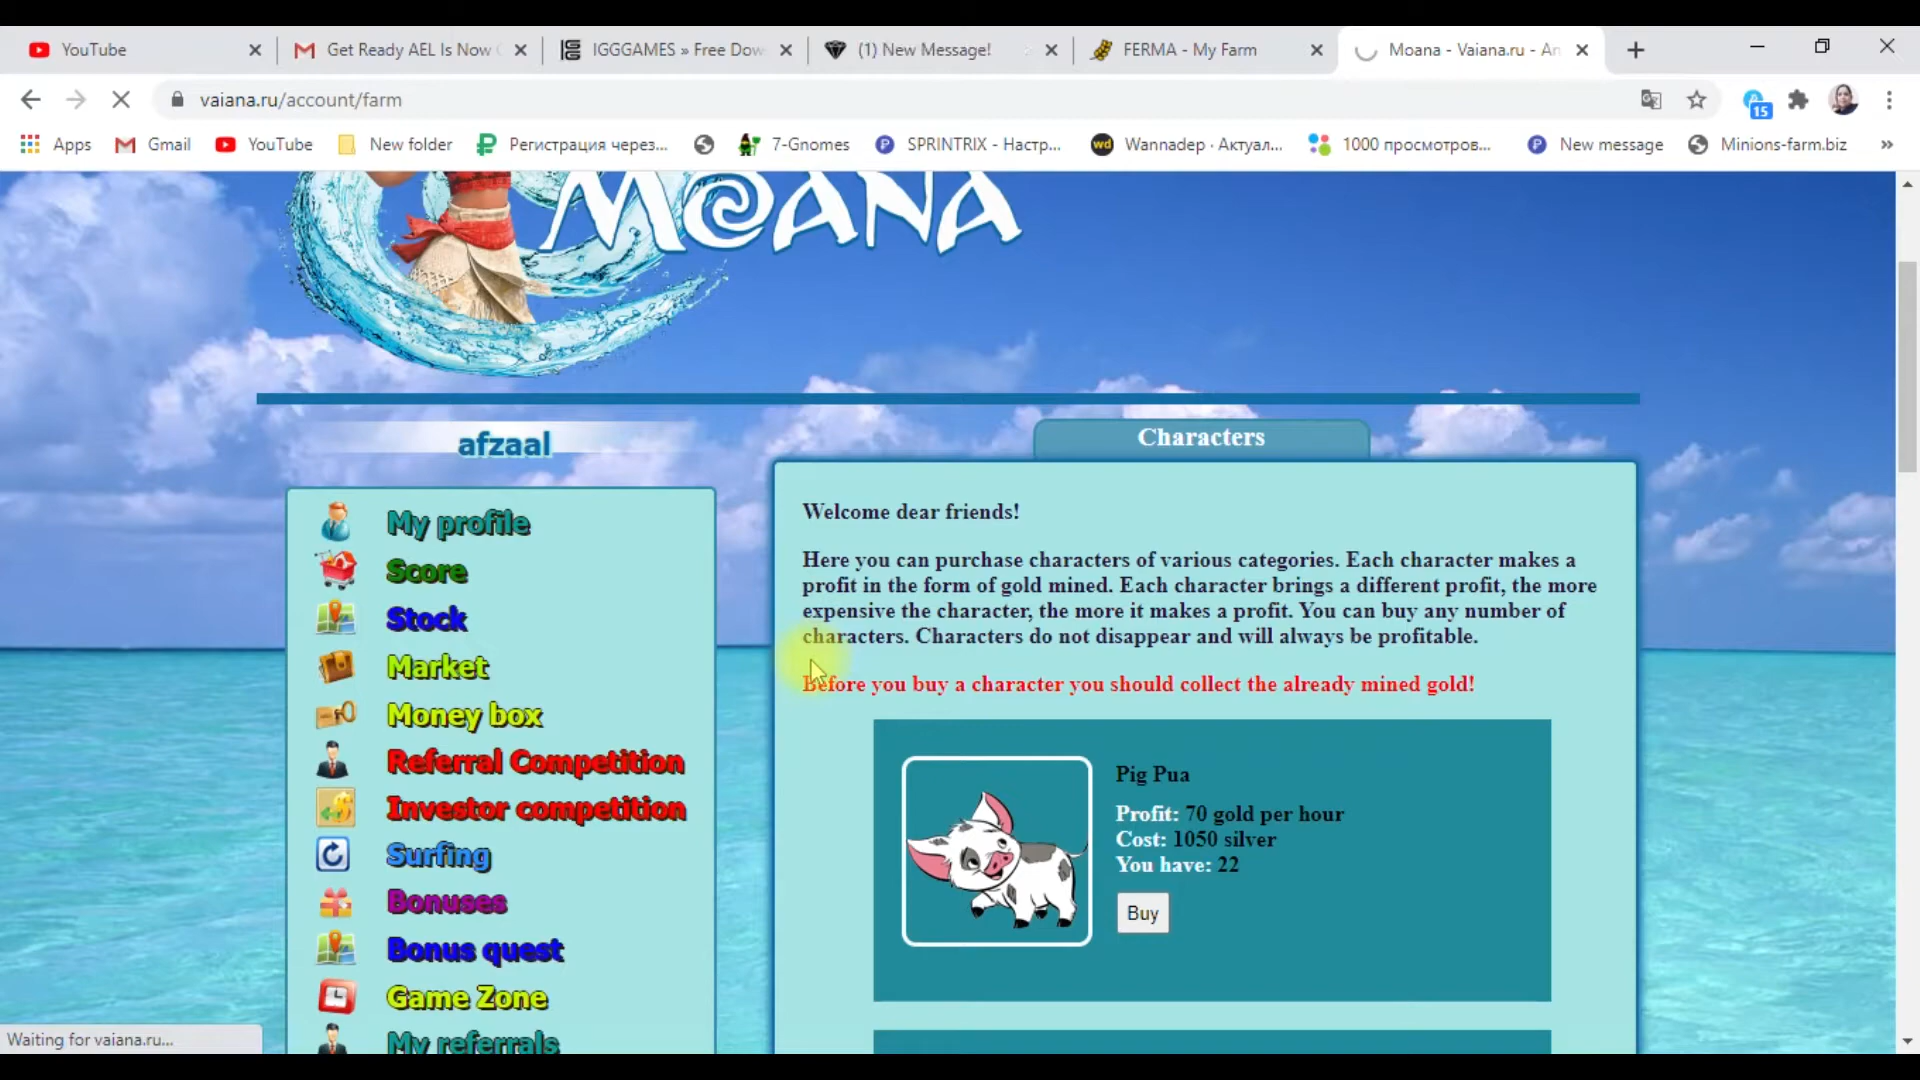 YouTube
Get Ready AEL Is Now
IGGGAMES » Free Dow
(1) New Message!
FERMA - My Farm
Moana - Vaiana.ru - An
vaiana.ru/account/farm
15
Apps
Gmail
YouTube
New folder
Регистрация через...
7-Gnomes
SPRINTRIX - Настр...
Wannadep · Актуал...
1000 просмотров...
New message
Minions-farm.biz
»
MOANA
afzaal
Characters
My profile
Score
Stock
Market
Money box
Referral Competition
Investor competition
Surfing
Bonuses
Bonus quest
Game Zone
My referrals
Welcome dear friends!
Here you can purchase characters of various categories. Each character makes a
profit in the form of gold mined. Each character brings a different profit, the more
expensive the character, the more it makes a profit. You can buy any number of
characters. Characters do not disappear and will always be profitable.
Before you buy a character you should collect the already mined gold!
Pig Pua
Profit: 70 gold per hour
Cost: 1050 silver
You have: 22
Buy
Waiting for vaiana.ru...